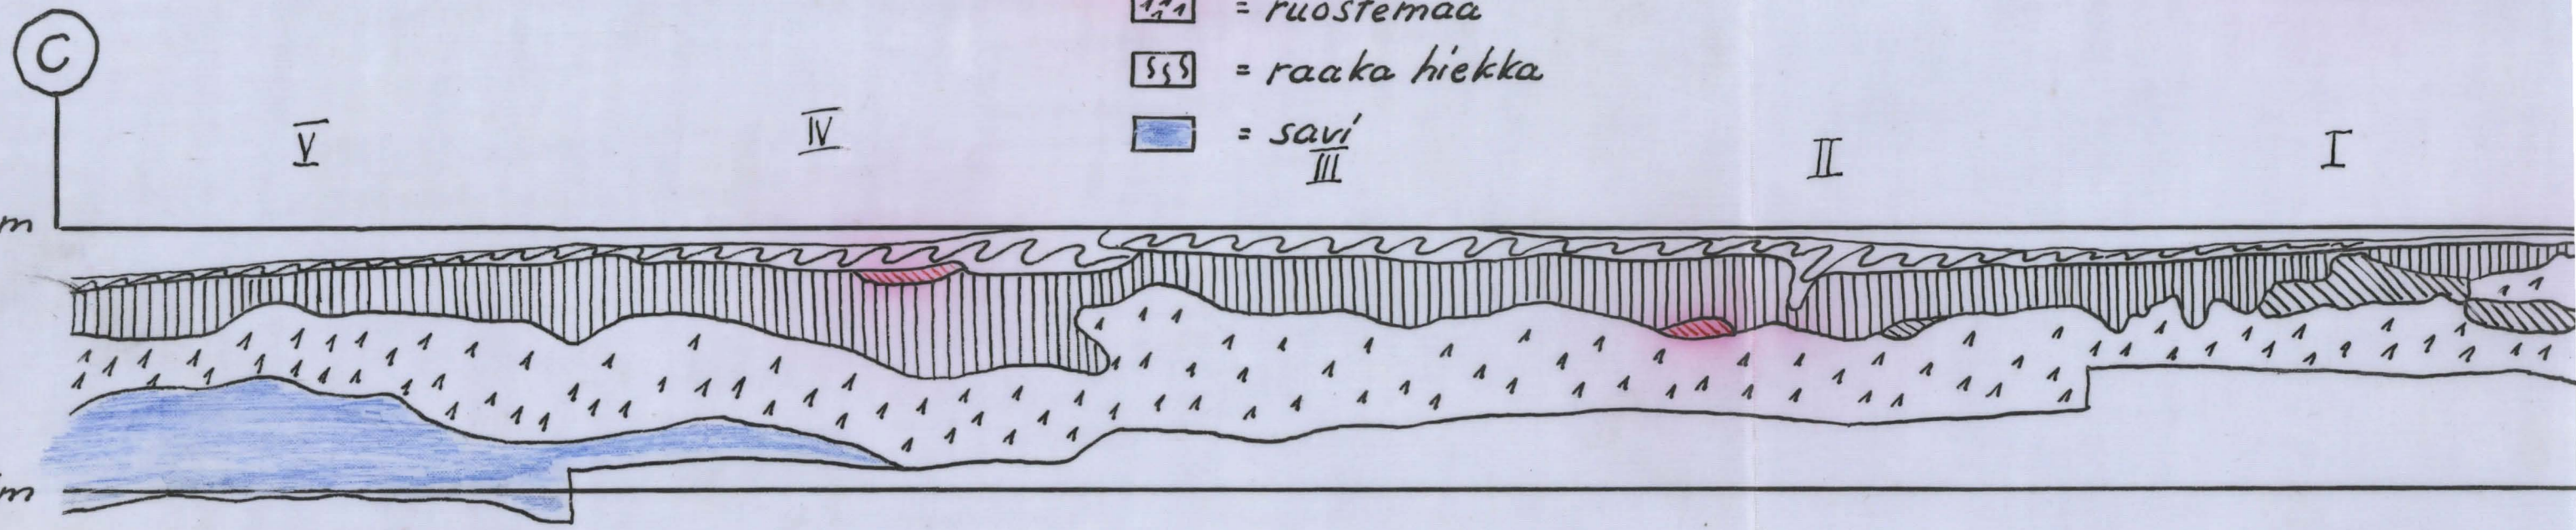 = ruostemaa
C
= raaka hiekka
= savi
V
IV
III
II
I
m
m